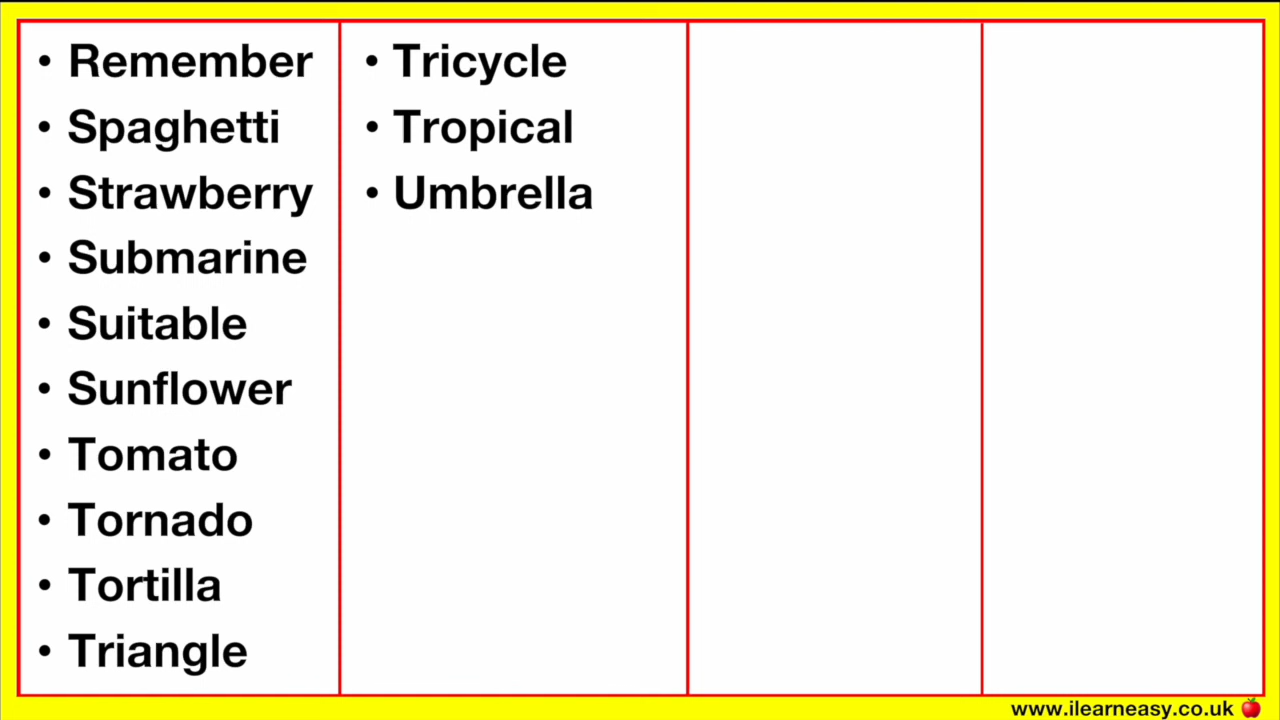 • Remember
• Spaghetti
• Strawberry
• Submarine
• Suitable
• Sunflower
• Tomato
• Tornado
• Tortilla
• Triangle
• Tricycle
• Tropical
• Umbrella
www.ilearneasy.co.uk